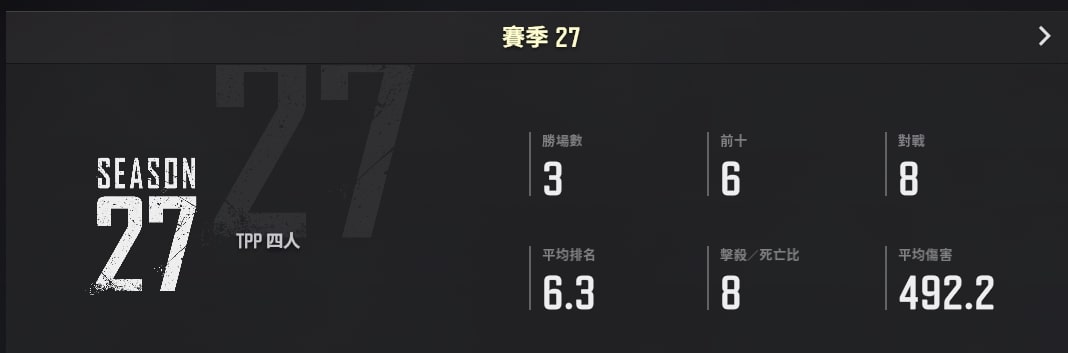 賽季 27
27
SEASON
27
TPP 四人
勝場數
3
前十
6
對戰
8
平均排名
6.3
擊殺／死亡比
8
平均傷害
492.2